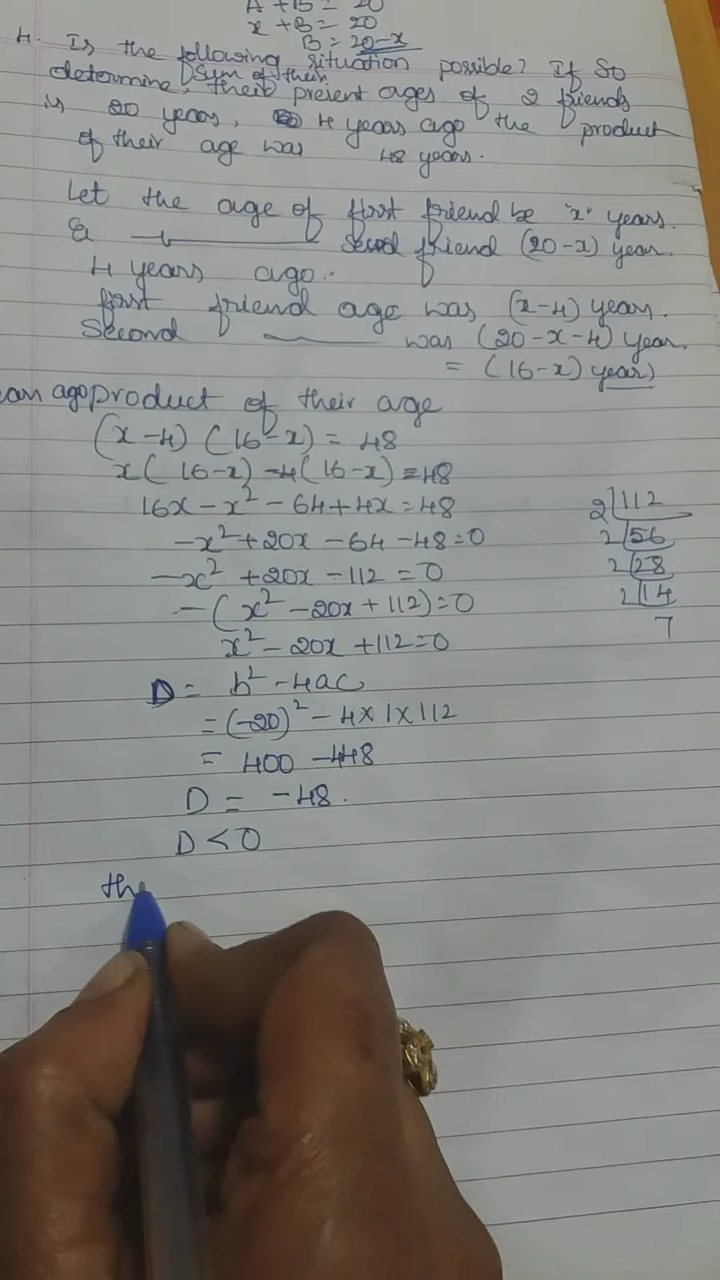 A + B = 20
x + B = 20
B = 20-x
4. Is the following situation possible? If So
Sum of their
determine, their present ages of 2 friends
is 20 years, 4 years ago the product
of their age was 48 years.
Let the age of first friend be "x" years.
& second friend (20-x) year.
4 years ago.
first friend age was (x-4) years.
Second was (20-x-4) year.
= (16-x) year)
ago product of their age
(x-4) (16-x) = 48
x(16-x) -4(16-x) = 48
16x - x² - 64 + 4x = 48
-x² + 20x - 64 - 48 = 0
-x² + 20x - 112 = 0
-(x² - 20x + 112) = 0
x² - 20x + 112 = 0
2 112
2 56
2 28
2 14
7
D = b² - 4ac
= (-20)² - 4 x 1 x 112
= 400 - 448
D = -48.
D < 0
th